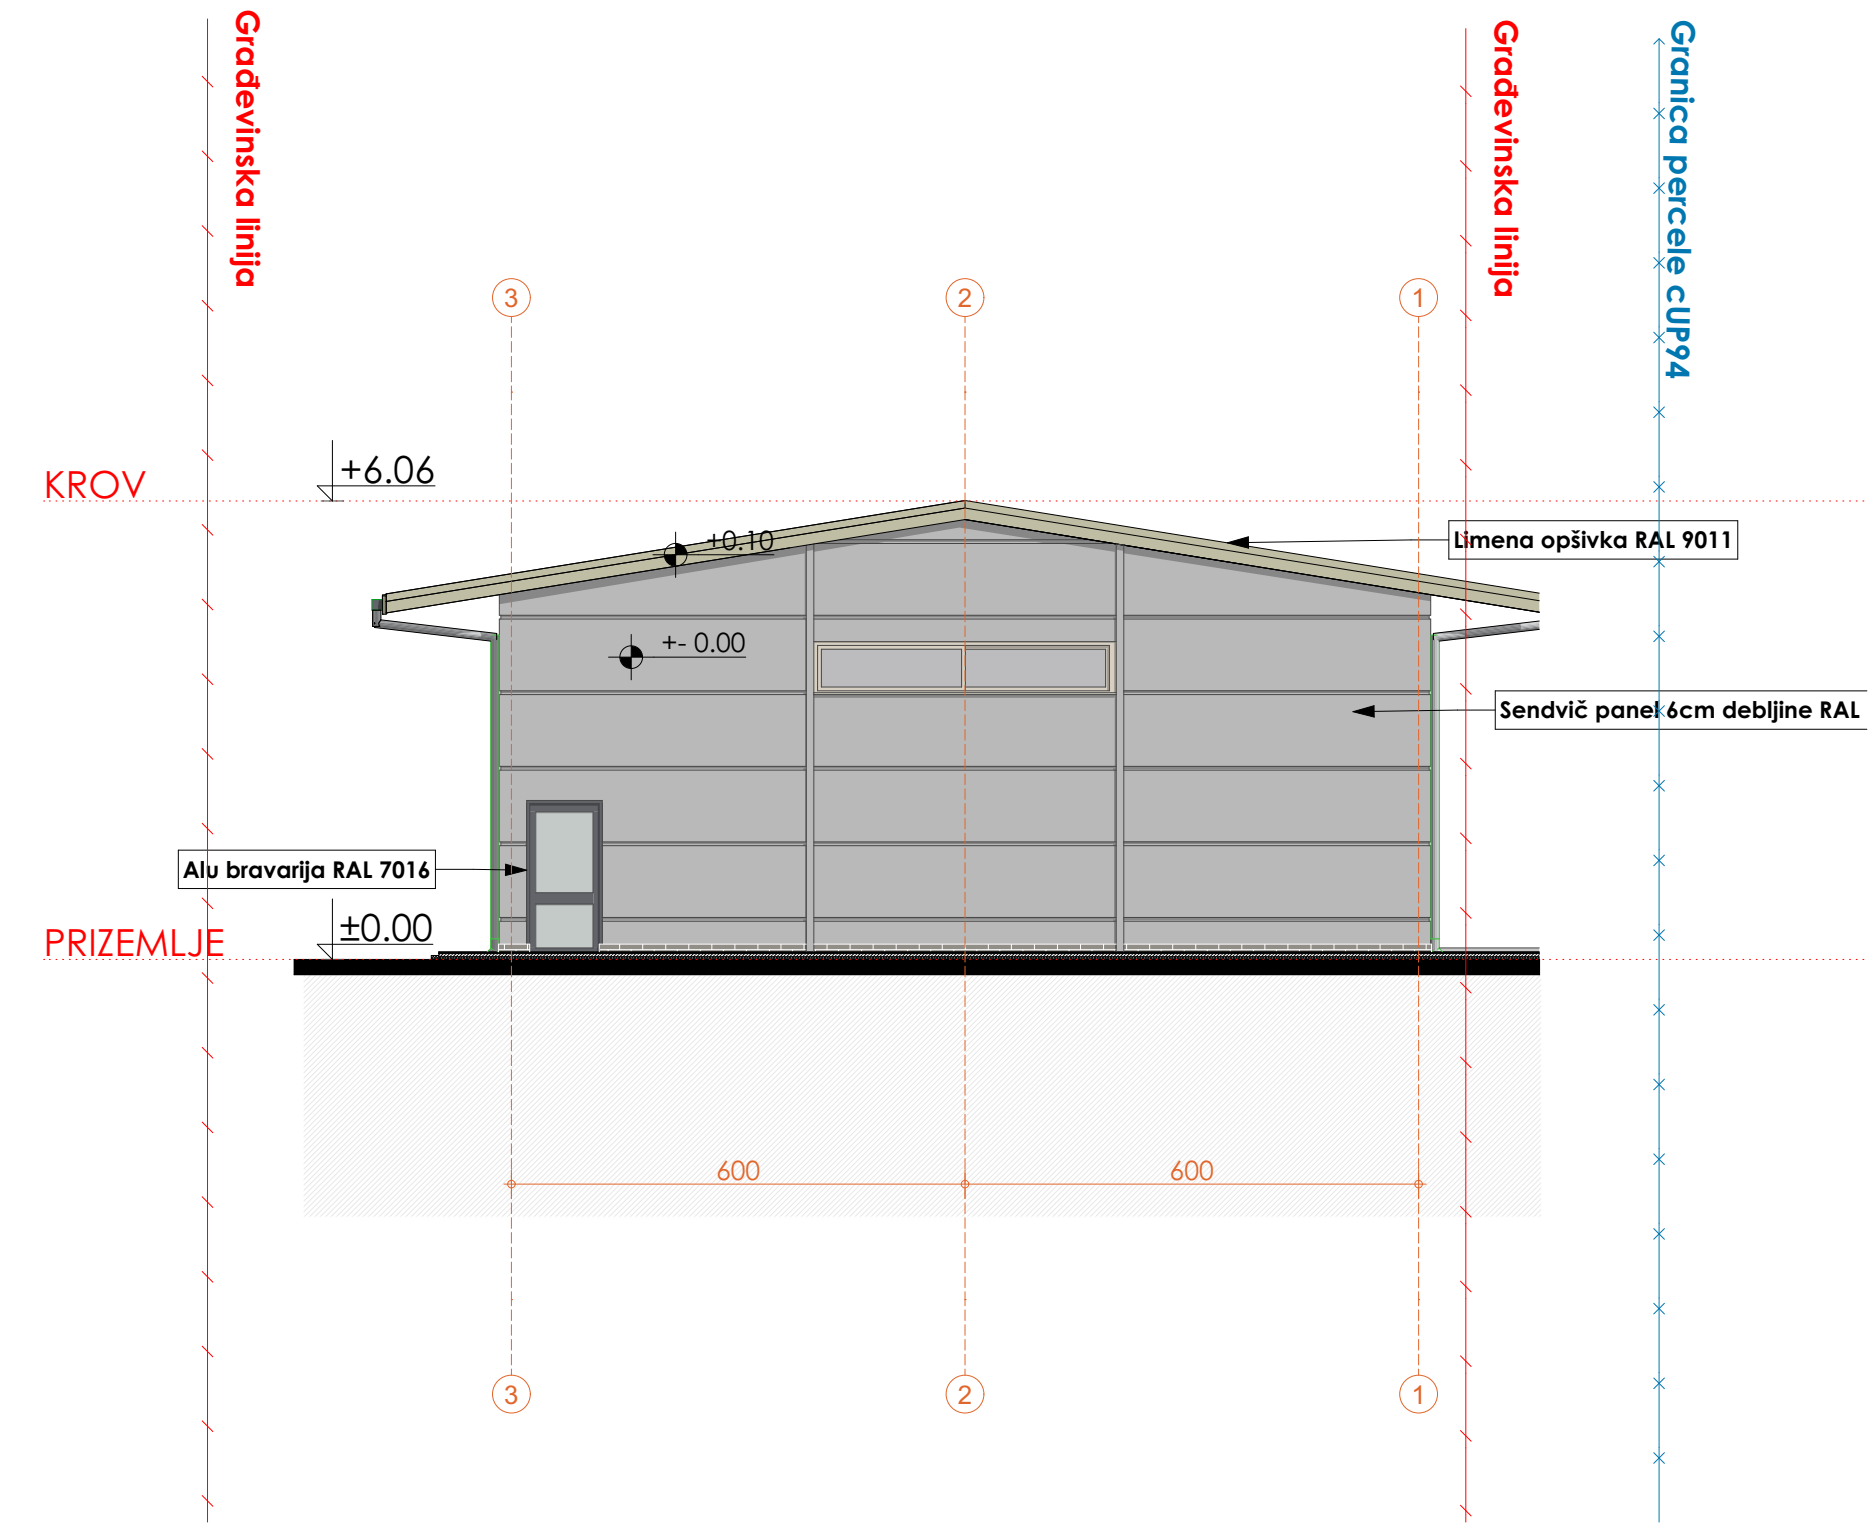 Građevinska linija
Građevinska linija
Granica percele cUP94
3
2
1
KROV
+6.06
+0.10
Limena opšivka RAL 9011
+- 0.00
Sendvič panel 6cm debljine RAL
Alu bravarija RAL 7016
PRIZEMLJE
±0.00
600
600
3
2
1